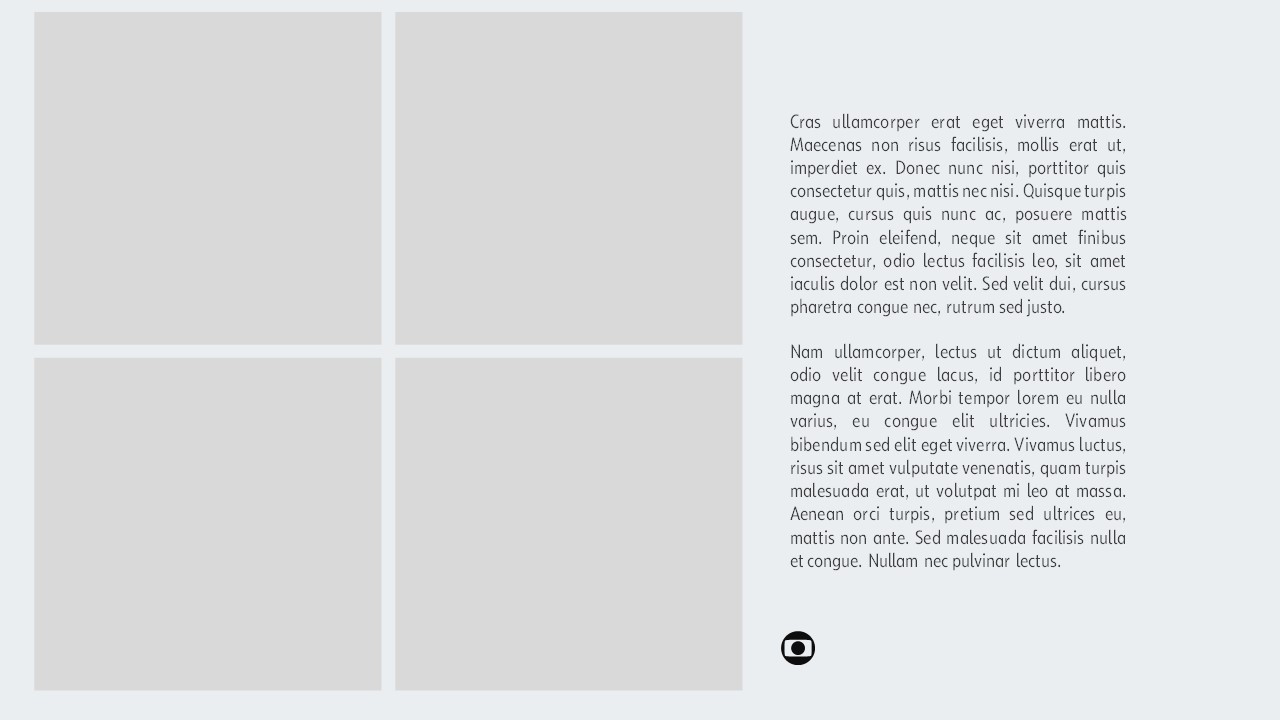 Cras ullamcorper erat eget viverra mattis.
Maecenas non risus facilisis, mollis erat ut,
imperdiet ex. Donec nunc nisi, porttitor quis
consectetur quis, mattis nec nisi. Quisque turpis
augue, cursus quis nunc ac, posuere mattis
sem. Proin eleifend, neque sit amet finibus
consectetur, odio lectus facilisis leo, sit amet
iaculis dolor est non velit. Sed velit dui, cursus
pharetra congue nec, rutrum sed justo.
Nam ullamcorper, lectus ut dictum aliquet,
odio velit congue lacus, id porttitor libero
magna at erat. Morbi tempor lorem eu nulla
varius, eu congue elit ultricies. Vivamus
bibendum sed elit eget viverra. Vivamus luctus,
risus sit amet vulputate venenatis, quam turpis
malesuada erat, ut volutpat mi leo at massa.
Aenean orci turpis, pretium sed ultrices eu,
mattis non ante. Sed malesuada facilisis nulla
et congue. Nullam nec pulvinar lectus.